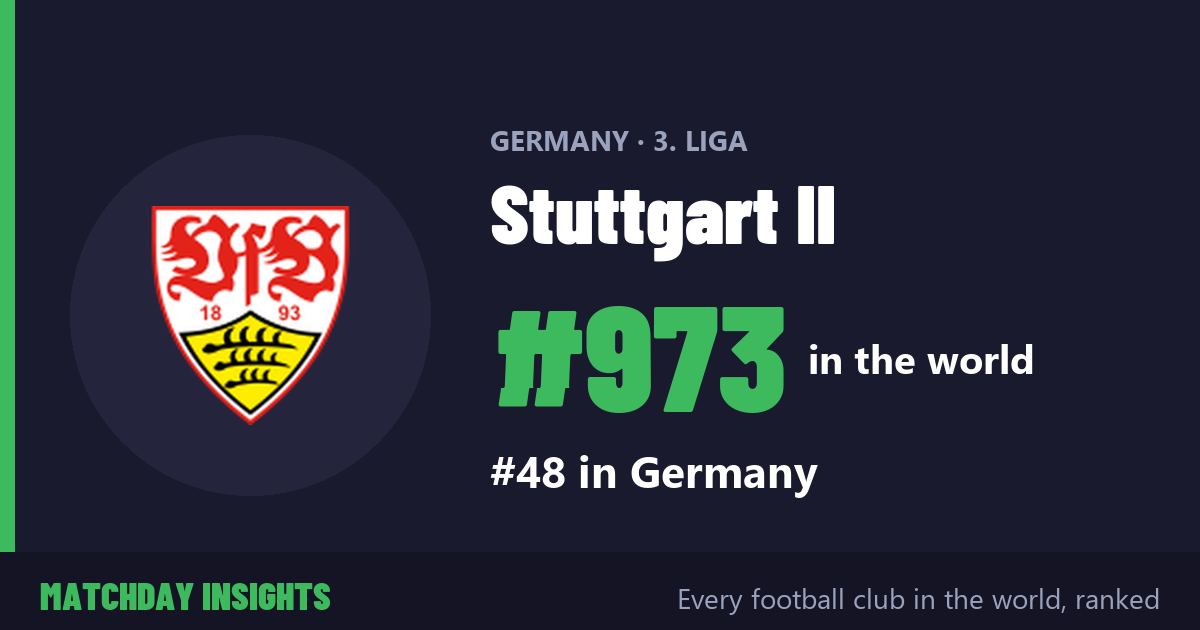 GERMANY · 3. LIGA
Stuttgart II
VfB
18 93
#973 in the world
#48 in Germany
MATCHDAY INSIGHTS
Every football club in the world, ranked